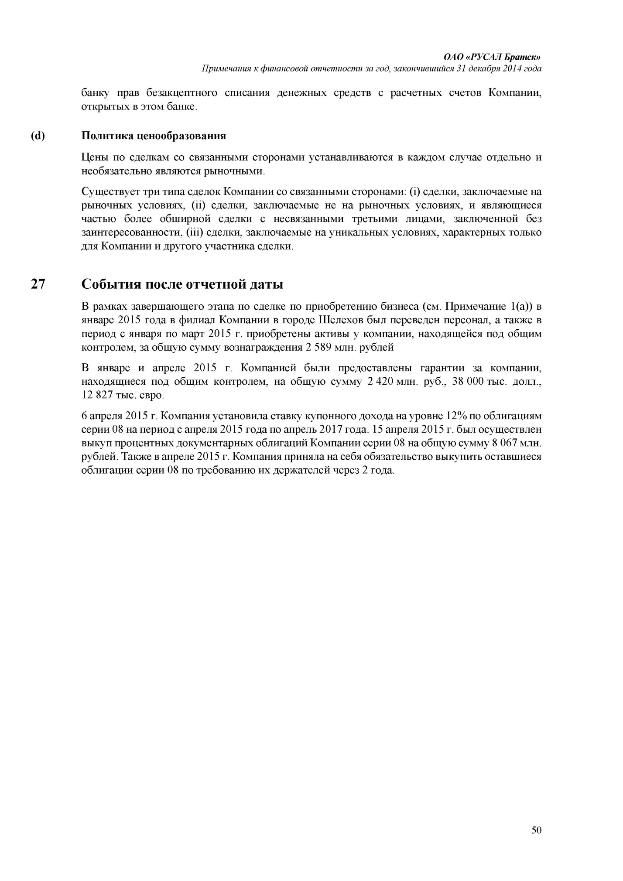 ОАО «РУСАЛ Братск»
Примечания к финансовой отчетности за год, закончившийся 31 декабря 2014 года
банку прав безакцептного списания денежных средств с расчетных счетов Компании,
открытых в этом банке.
(d) Политика ценообразования
Цены по сделкам со связанными сторонами устанавливаются в каждом случае отдельно и
необязательно являются рыночными.
Существует три типа сделок Компании со связанными сторонами: (i) сделки, заключаемые на
рыночных условиях, (ii) сделки, заключаемые не на рыночных условиях, и являющиеся
частью более обширной сделки с несвязанными третьими лицами, заключенной без
заинтересованности, (iii) сделки, заключаемые на уникальных условиях, характерных только
для Компании и другого участника сделки.
27 События после отчетной даты
В рамках завершающего этапа по сделке по приобретению бизнеса (см. Примечание 1(а)) в
январе 2015 года в филиал Компании в городе Шелехов был переведен персонал, а также в
период с января по март 2015 г. приобретены активы у компании, находящейся под общим
контролем, за общую сумму вознаграждения 2 589 млн. рублей
В январе и апреле 2015 г. Компанией были предоставлены гарантии за компании,
находящиеся под общим контролем, на общую сумму 2 420 млн. руб., 38 000 тыс. долл.,
12 827 тыс. евро.
6 апреля 2015 г. Компания установила ставку купонного дохода на уровне 12% по облигациям
серии 08 на период с апреля 2015 года по апрель 2017 года. 15 апреля 2015 г. был осуществлен
выкуп процентных документарных облигаций Компании серии 08 на общую сумму 8 067 млн.
рублей. Также в апреле 2015 г. Компания приняла на себя обязательство выкупить оставшиеся
облигации серии 08 по требованию их держателей через 2 года.
50